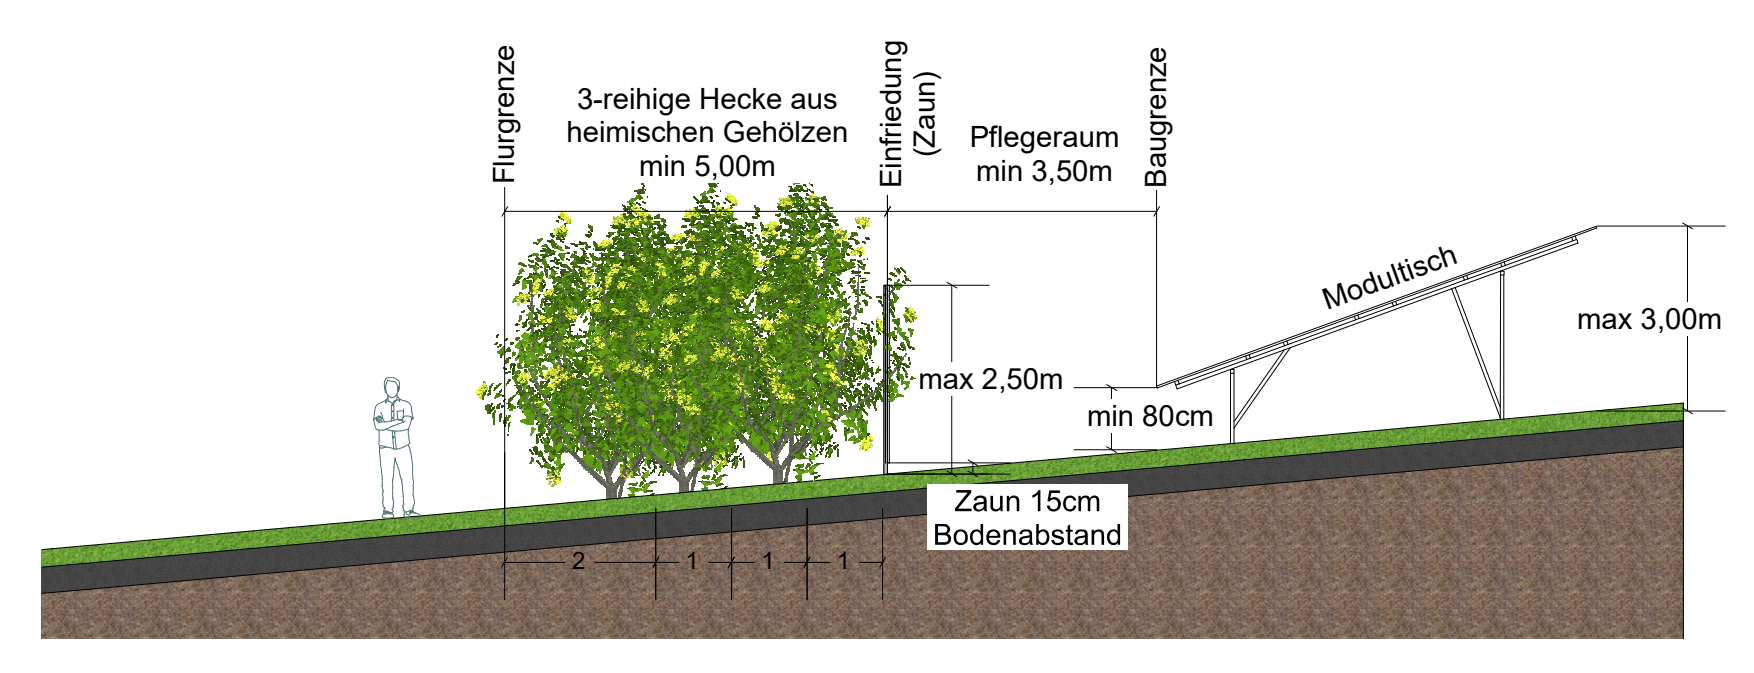 Flurgrenze
3-reihige Hecke aus
heimischen Gehölzen
min 5,00m
Einfriedung
(Zaun)
Pflegeraum
min 3,50m
Baugrenze
Modultisch
max 3,00m
max 2,50m
min 80cm
Zaun 15cm
Bodenabstand
2 1 1 1